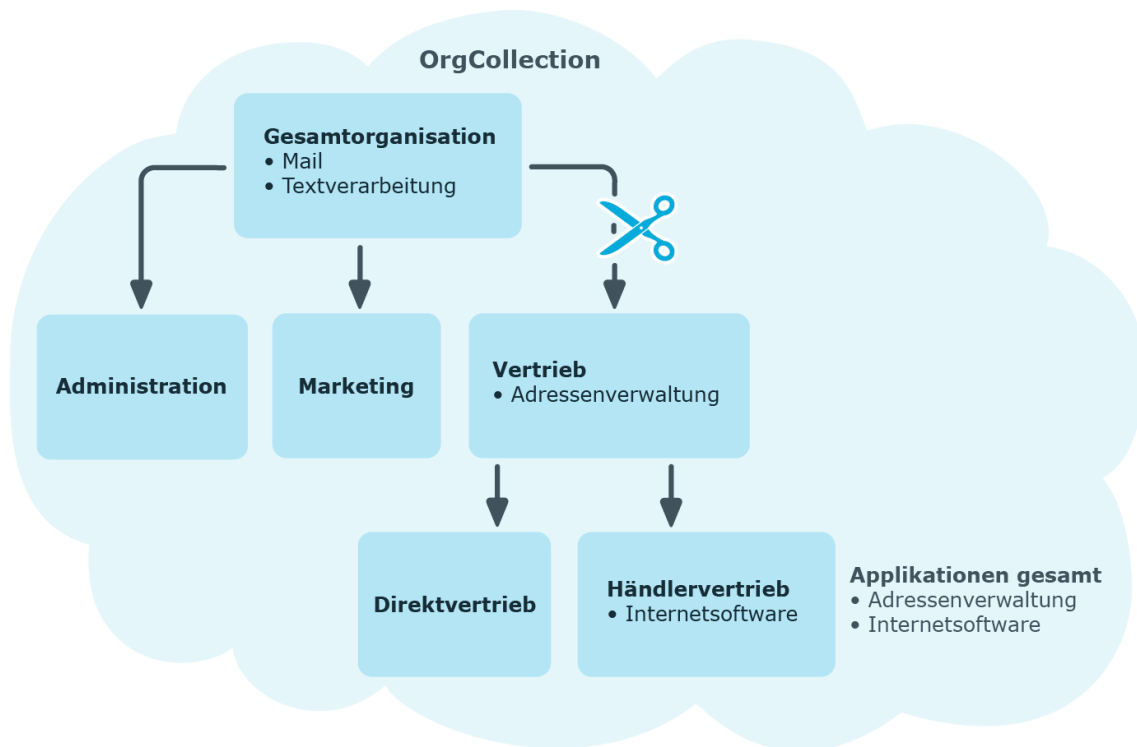 OrgCollection
Gesamtorganisation
• Mail
• Textverarbeitung
Administration
Marketing
Vertrieb
• Adressenverwaltung
Direktvertrieb
Händlervertrieb
• Internetsoftware
Applikationen gesamt
• Adressenverwaltung
• Internetsoftware